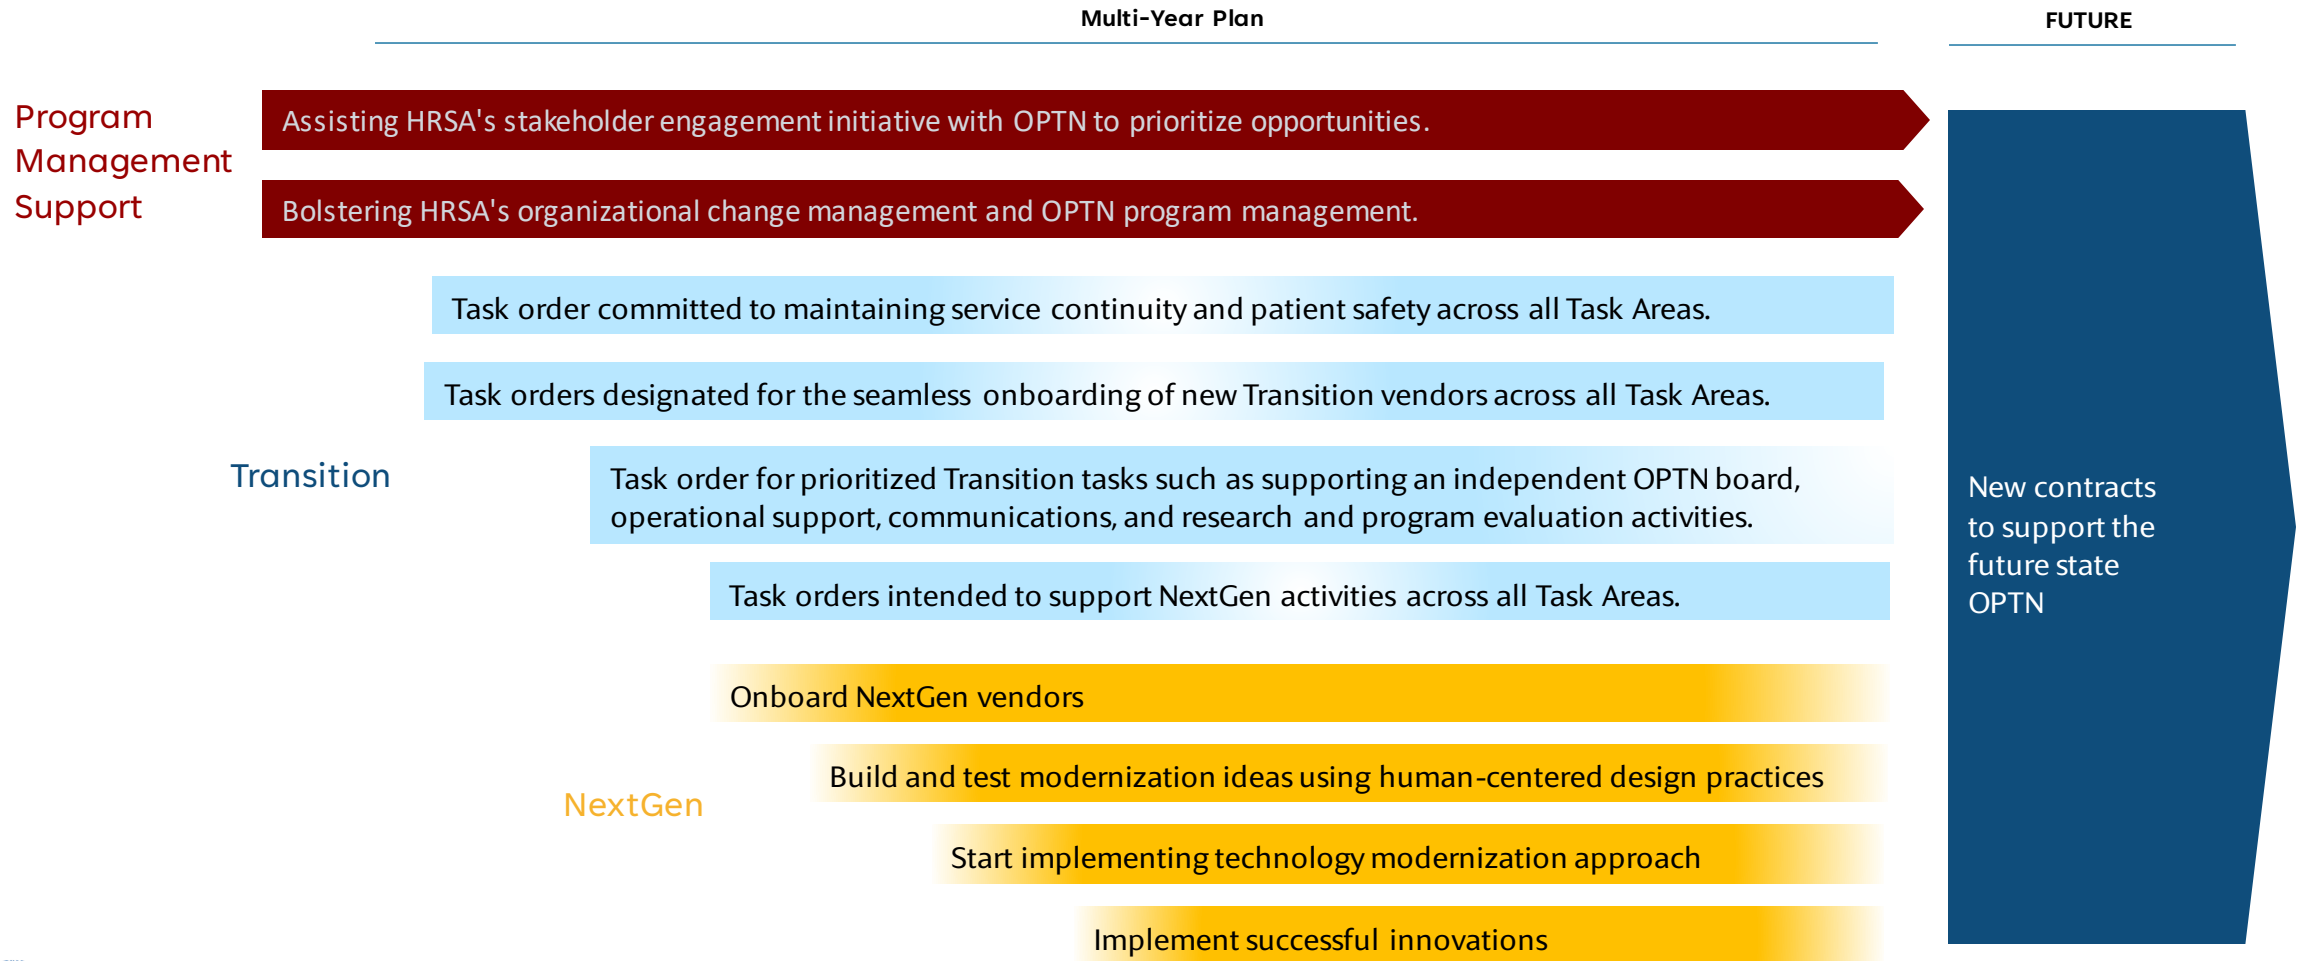 Multi-Year Plan
FUTURE
Program
Management
Support
Assisting HRSA's stakeholder engagement initiative with OPTN to prioritize opportunities.
Bolstering HRSA's organizational change management and OPTN program management.
Transition
Task order committed to maintaining service continuity and patient safety across all Task Areas.
Task orders designated for the seamless onboarding of new Transition vendors across all Task Areas.
Task order for prioritized Transition tasks such as supporting an independent OPTN board,
operational support, communications, and research and program evaluation activities.
Task orders intended to support NextGen activities across all Task Areas.
NextGen
Onboard NextGen vendors
Build and test modernization ideas using human-centered design practices
Start implementing technology modernization approach
Implement successful innovations
New contracts
to support the
future state
OPTN